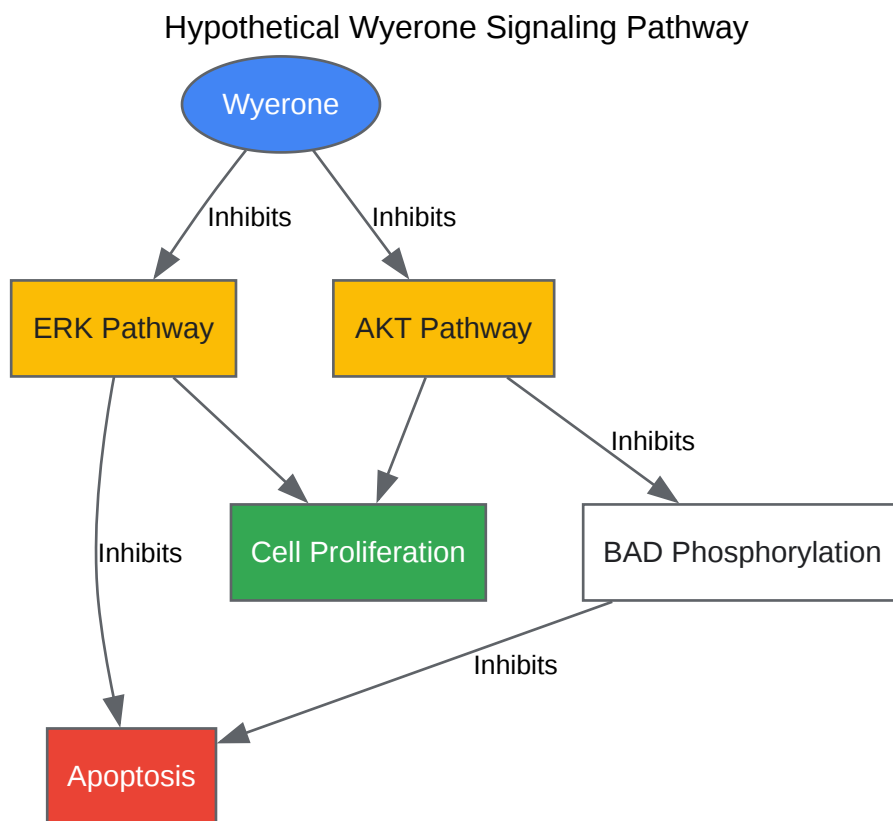 Hypothetical Wyerone Signaling Pathway
Wyerone
Inhibits
Inhibits
ERK Pathway
AKT Pathway
Inhibits
Inhibits
Cell Proliferation
BAD Phosphorylation
Inhibits
Apoptosis